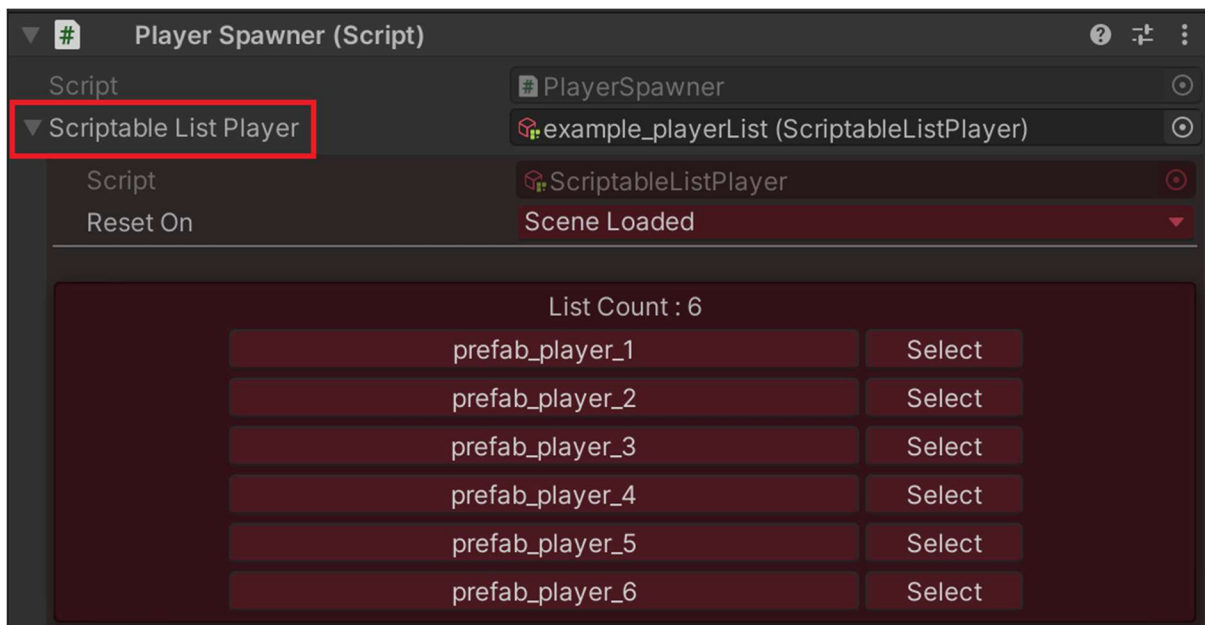 Player Spawner (Script)
Script PlayerSpawner
Scriptable List Player example_playerList (ScriptableListPlayer)
Script ScriptableListPlayer
Reset On Scene Loaded
List Count : 6
prefab_player_1 Select
prefab_player_2 Select
prefab_player_3 Select
prefab_player_4 Select
prefab_player_5 Select
prefab_player_6 Select